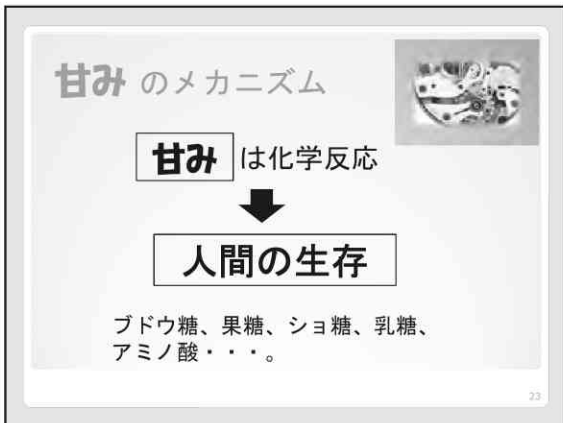 甘みのメカニズム
甘みは化学反応
人間の生存
ブドウ糖、果糖、ショ糖、乳糖、
アミノ酸・・・。
23